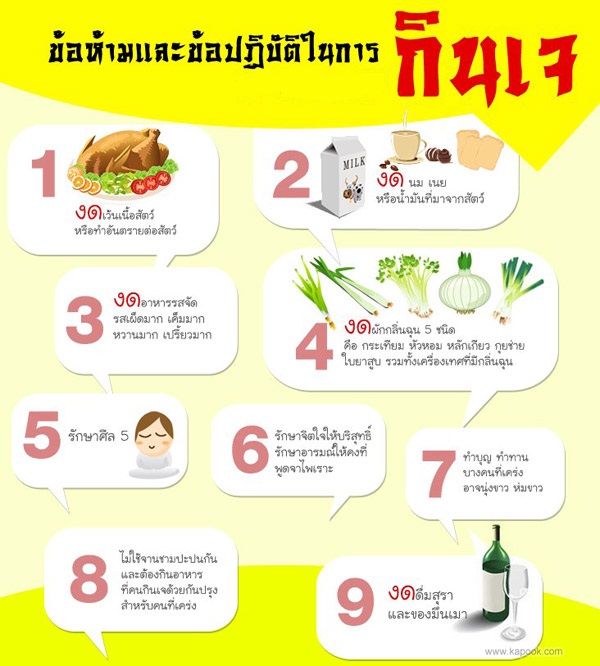 ข้อห้ามและข้อปฏิบัติในการ
กินเจ
1
งดเว้นเนื้อสัตว์
หรือทำอันตรายต่อสัตว์
MILK
2
งด นม เนย
หรือน้ำมันที่มาจากสัตว์
3
งดอาหารรสจัด
รสเผ็ดมาก เค็มมาก
หวานมาก เปรี้ยวมาก
4
งดผักกลิ่นฉุน 5 ชนิด
คือ กระเทียม หัวหอม หลักเกียว กุยช่าย
ใบยาสูบ รวมทั้งเครื่องเทศที่มีกลิ่นฉุน
5 รักษาศีล 5
6
รักษาจิตใจให้บริสุทธิ์
รักษาอารมณ์ให้คงที่
พูดจาไพเราะ
7
ทำบุญ ทำทาน
บางคนที่เคร่ง
อาจนุ่งขาว ห่มขาว
8
ไม่ใช้จานชามปะปนกัน
และต้องกินอาหาร
ที่คนกินเจด้วยกันปรุง
สำหรับคนที่เคร่ง
9
งดดื่มสุรา
และของมึนเมา
www.kapook.com